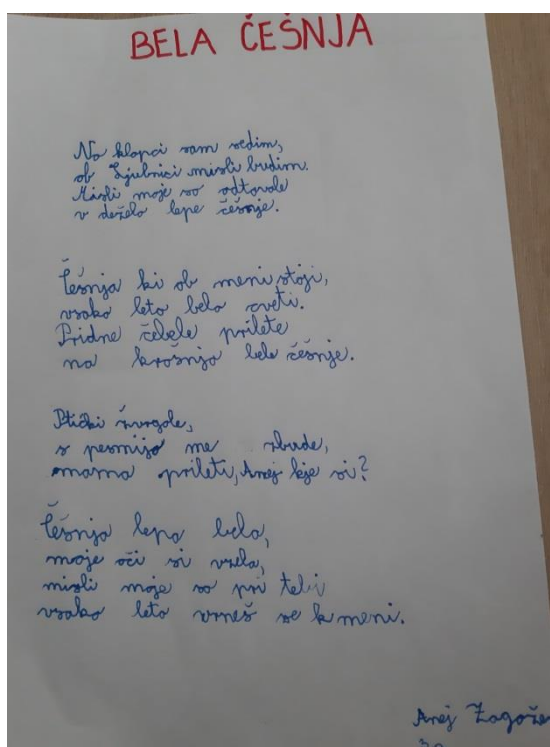 BELA ČEŠNJA
Na klopci sam sedim,
ob Ljubnici misli budim.
Misli moje so odtavale
v deželo lepe češnje.
Češnja ki ob meni stoji,
vsako leto belo cveti.
Pridne čebele prilete
na krošnjo bele češnje.
Ptički žvrgole,
s pesmijo me zbude,
mama prileti, Anej kje si?
Češnja lepa bela,
moje oči si vzela,
misli moje so pri tebi
vsako leto vrneš se k meni.
Anej